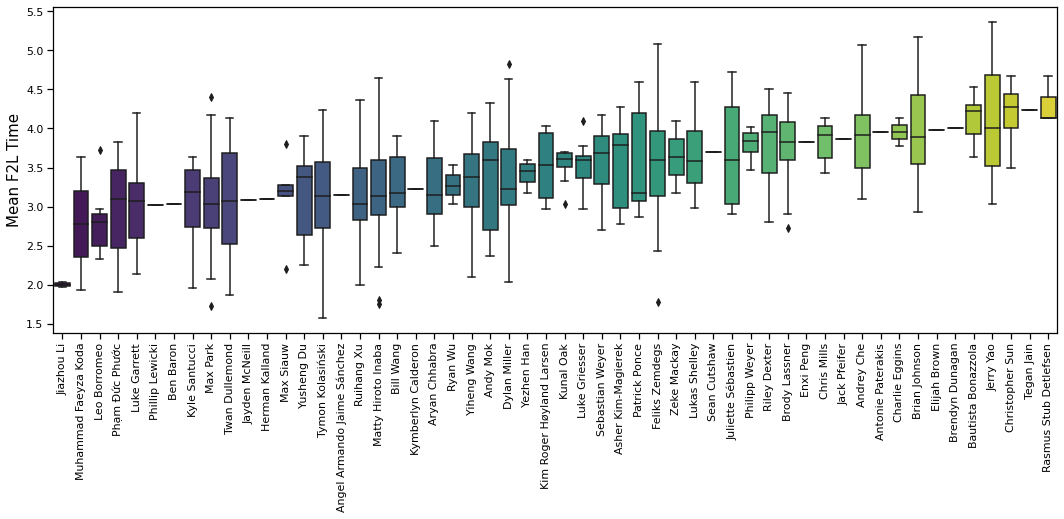 Mean F2L Time
5.5
5.0
4.5
4.0
3.5
3.0
2.5
2.0
1.5
Jiazhou Li
Muhammad Faeyza Koda
Leo Borromeo
Phạm Đức Phước
Luke Garrett
Phillip Lewicki
Ben Baron
Kyle Santucci
Max Park
Twan Dullemond
Jayden McNeill
Herman Kalland
Max Siauw
Yusheng Du
Tymon Kolasiński
Angel Armando Jaime Sánchez
Ruihang Xu
Matty Hiroto Inaba
Bill Wang
Kymberlyn Calderon
Aryan Chhabra
Ryan Wu
Yiheng Wang
Andy Mok
Dylan Miller
Yezhen Han
Kim Roger Høyland Larsen
Kunal Oak
Luke Griesser
Sebastian Weyer
Asher Kim-Magierek
Patrick Ponce
Feliks Zemdegs
Zeke Mackay
Lukas Shelley
Sean Cutshaw
Juliette Sébastien
Philipp Weyer
Riley Dexter
Brody Lassner
Enxi Peng
Chris Mills
Jack Pfeifer
Andrey Che
Antonie Paterakis
Charlie Eggins
Brian Johnson
Elijah Brown
Brendyn Dunagan
Bautista Bonazzola
Jerry Yao
Christopher Sun
Tegan Jain
Rasmus Stub Detlefsen